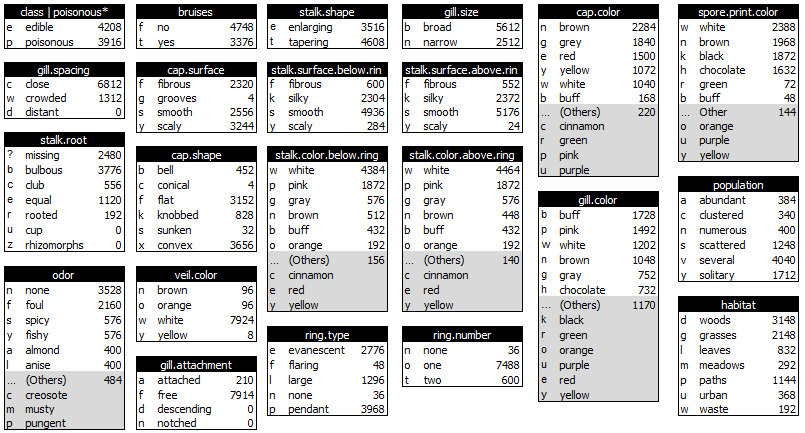 class | poisonous*
e edible 4208
p poisonous 3916
bruises
f no 4748
t yes 3376
stalk.shape
e enlarging 3516
t tapering 4608
gill.size
b broad 5612
n narrow 2512
cap.color
n brown 2284
g grey 1840
e red 1500
y yellow 1072
w white 1040
b buff 168
... (Others) 220
c cinnamon
r green
p pink
u purple
spore.print.color
w white 2388
n brown 1968
k black 1872
h chocolate 1632
r green 72
b buff 48
... Other 144
o orange
u purple
y yellow
gill.spacing
c close 6812
w crowded 1312
d distant 0
cap.surface
f fibrous 2320
g grooves 4
s smooth 2556
y scaly 3244
stalk.surface.below.rin
f fibrous 600
k silky 2304
s smooth 4936
y scaly 284
stalk.surface.above.rin
f fibrous 552
k silky 2372
s smooth 5176
y scaly 24
stalk.root
? missing 2480
b bulbous 3776
c club 556
e equal 1120
r rooted 192
u cup 0
z rhizomorphs 0
cap.shape
b bell 452
c conical 4
f flat 3152
k knobbed 828
s sunken 32
x convex 3656
stalk.color.below.ring
w white 4384
p pink 1872
g gray 576
n brown 512
b buff 432
o orange 192
... (Others) 156
c cinnamon
e red
y yellow
stalk.color.above.ring
w white 4464
p pink 1872
g gray 576
n brown 448
b buff 432
o orange 192
... (Others) 140
c cinnamon
e red
y yellow
gill.color
b buff 1728
p pink 1492
w white 1202
n brown 1048
g gray 752
h chocolate 732
... (Others) 1170
k black
r green
o orange
u purple
e red
y yellow
population
a abundant 384
c clustered 340
n numerous 400
s scattered 1248
v several 4040
y solitary 1712
odor
n none 3528
f foul 2160
s spicy 576
y fishy 576
a almond 400
l anise 400
... (Others) 484
c creosote
m musty
p pungent
veil.color
n brown 96
o orange 96
w white 7924
y yellow 8
gill.attachment
a attached 210
f free 7914
d descending 0
n notched 0
ring.type
e evanescent 2776
f flaring 48
l large 1296
n none 36
p pendant 3968
ring.number
n none 36
o one 7488
t two 600
habitat
d woods 3148
g grasses 2148
l leaves 832
m meadows 292
p paths 1144
u urban 368
w waste 192